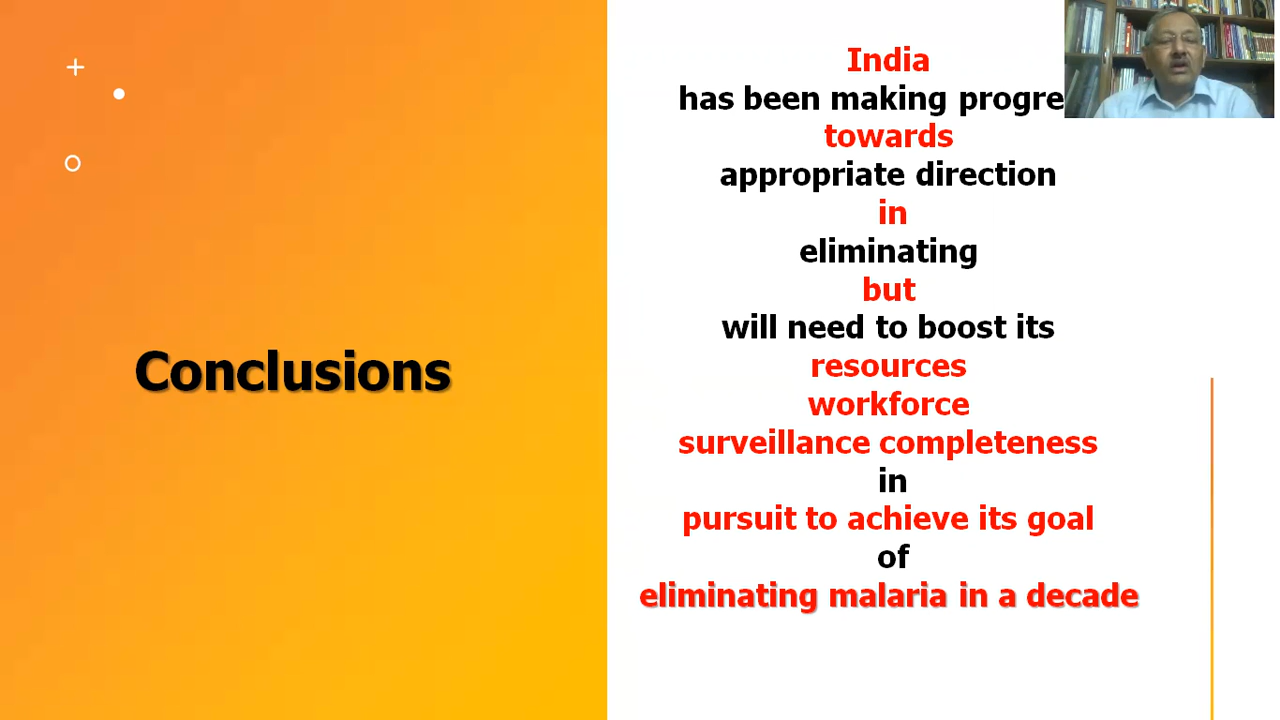 Conclusions
India
has been making
towards
appropriate direction
in
eliminating
but
will need to boost its
resources
workforce
surveillance completeness
in
pursuit to achieve its goal
of
eliminating malaria in a decade